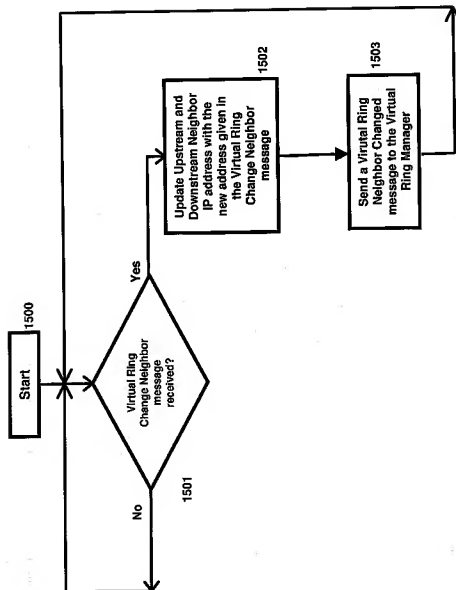 Start
1500
Virtual Ring
Change Neighbor
message
received?
1501
No
Yes
Update Upstream and
Downstream Neighbor
IP address with the
new address given in
the Virtual Ring
Change Neighbor
message
1502
Send a Virutal Ring
Neighbor Changed
message to the Virtual
Ring Manager
1503